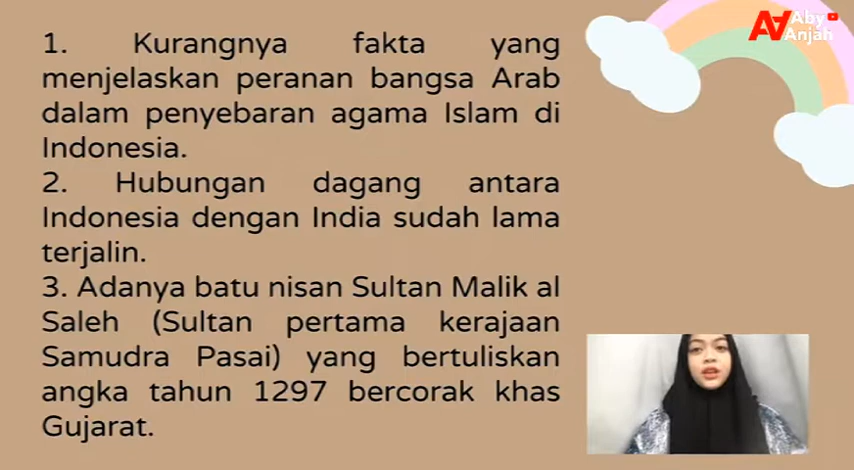 1. Kurangnya fakta yang
menjelaskan peranan bangsa Arab
dalam penyebaran agama Islam di
Indonesia.
2. Hubungan dagang antara
Indonesia dengan India sudah lama
terjalin.
3. Adanya batu nisan Sultan Malik al
Saleh (Sultan pertama kerajaan
Samudra Pasai) yang bertuliskan
angka tahun 1297 bercorak khas
Gujarat.
AA Aby
Anjah